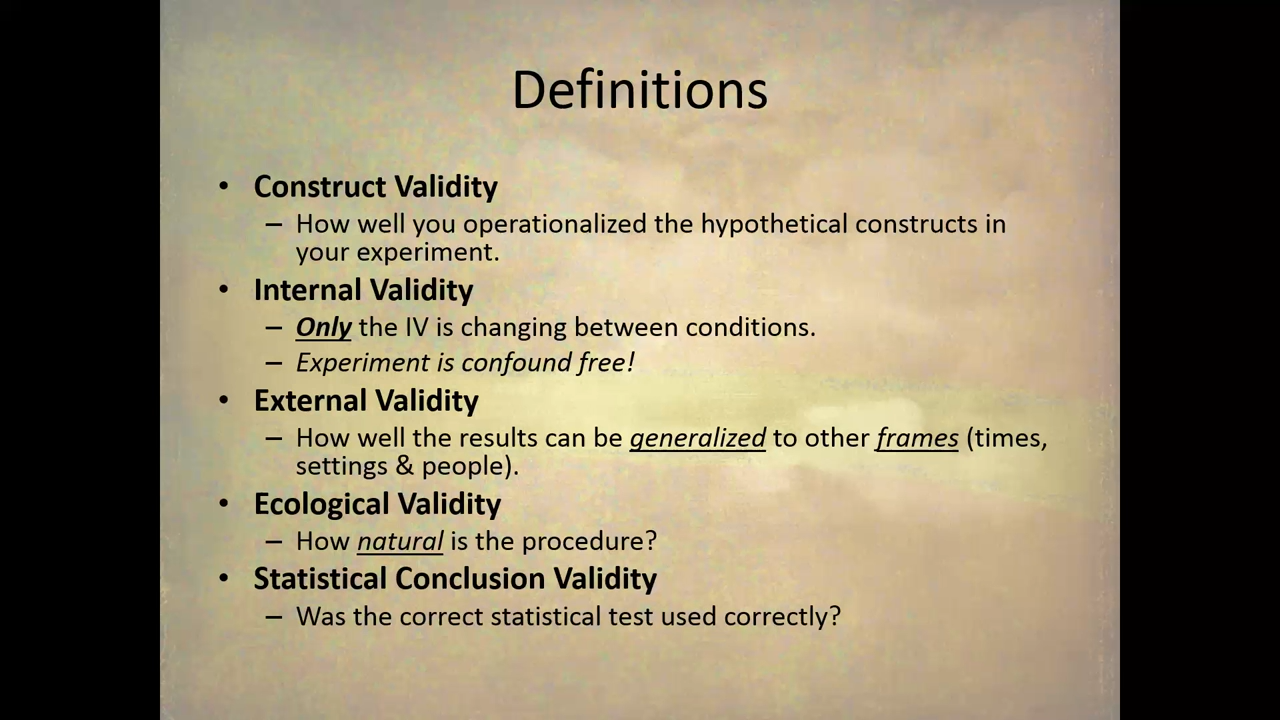 Definitions
• Construct Validity
– How well you operationalized the hypothetical constructs in
your experiment.
• Internal Validity
– Only the IV is changing between conditions.
– Experiment is confound free!
• External Validity
– How well the results can be generalized to other frames (times,
settings & people).
• Ecological Validity
– How natural is the procedure?
• Statistical Conclusion Validity
– Was the correct statistical test used correctly?